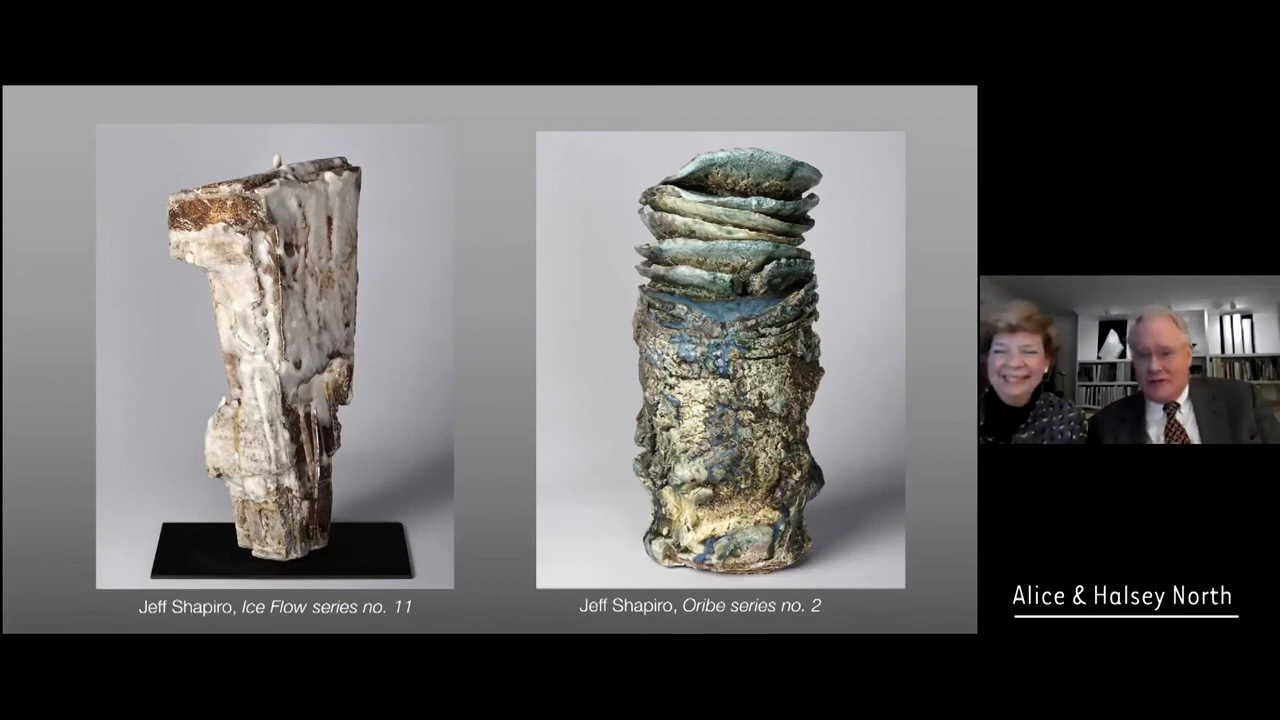 Jeff Shapiro, Ice Flow series no. 11
Jeff Shapiro, Oribe series no. 2
Alice & Halsey North